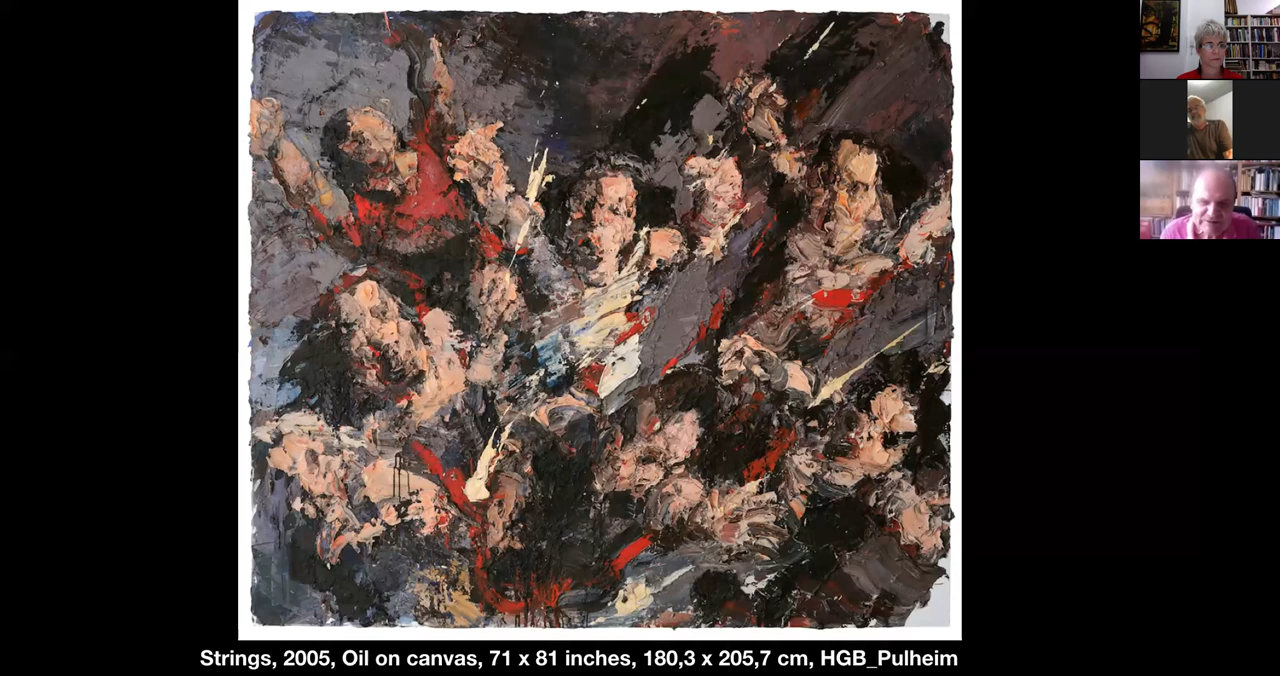 Strings, 2005, Oil on canvas, 71 x 81 inches, 180,3 x 205,7 cm, HGB_Pulheim